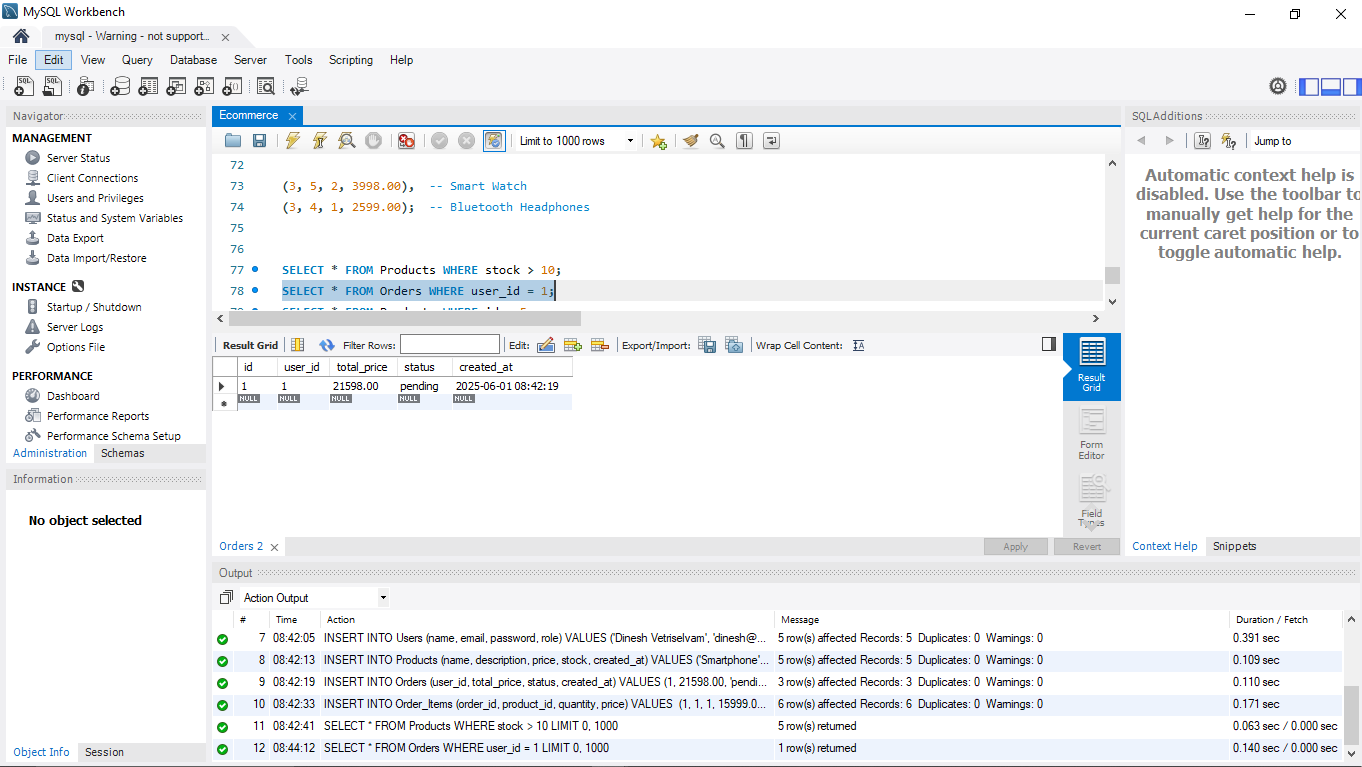 MySQL Workbench
mysql - Warning - not support... ×
File Edit View Query Database Server Tools Scripting Help
Navigator
MANAGEMENT
Server Status
Client Connections
Users and Privileges
Status and System Variables
Data Export
Data Import/Restore
INSTANCE
Startup / Shutdown
Server Logs
Options File
PERFORMANCE
Dashboard
Performance Reports
Performance Schema Setup
Administration Schemas
Information
No object selected
Object Info Session
Ecommerce ×
Limit to 1000 rows
72
73 (3, 5, 2, 3998.00), -- Smart Watch
74 (3, 4, 1, 2599.00); -- Bluetooth Headphones
75
76
77 SELECT * FROM Products WHERE stock > 10;
78 SELECT * FROM Orders WHERE user_id = 1;
Result Grid Filter Rows: Edit: Export/Import: Wrap Cell Content:
id user_id total_price status created_at
1 1 21598.00 pending 2025-06-01 08:42:19
NULL NULL NULL NULL NULL
Result
Grid
Form
Editor
Field
Types
Orders 2 ×
Apply Revert
SQLAdditions
Jump to
Automatic context help is
disabled. Use the toolbar to
manually get help for the
current caret position or to
toggle automatic help.
Context Help Snippets
Output
Action Output
# Time Action Message Duration / Fetch
7 08:42:05 INSERT INTO Users (name, email, password, role) VALUES ('Dinesh Vetriselvam', 'dinesh@... 5 row(s) affected Records: 5 Duplicates: 0 Warnings: 0 0.391 sec
8 08:42:13 INSERT INTO Products (name, description, price, stock, created_at) VALUES ('Smartphone'... 5 row(s) affected Records: 5 Duplicates: 0 Warnings: 0 0.109 sec
9 08:42:19 INSERT INTO Orders (user_id, total_price, status, created_at) VALUES (1, 21598.00, 'pendi... 3 row(s) affected Records: 3 Duplicates: 0 Warnings: 0 0.110 sec
10 08:42:33 INSERT INTO Order_Items (order_id, product_id, quantity, price) VALUES (1, 1, 1, 15999.0... 6 row(s) affected Records: 6 Duplicates: 0 Warnings: 0 0.171 sec
11 08:42:41 SELECT * FROM Products WHERE stock > 10 LIMIT 0, 1000 5 row(s) returned 0.063 sec / 0.000 sec
12 08:44:12 SELECT * FROM Orders WHERE user_id = 1 LIMIT 0, 1000 1 row(s) returned 0.140 sec / 0.000 sec